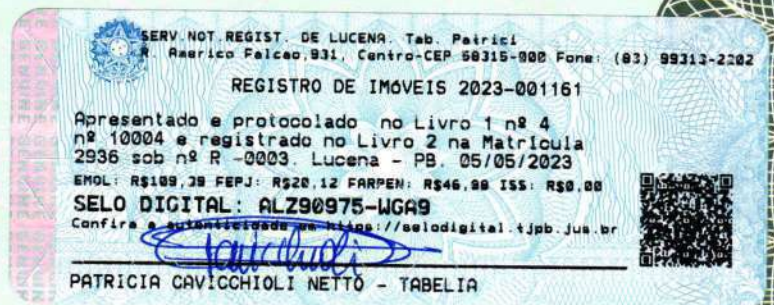 SERV.NOT.REGIST. DE LUCENA. Tab. Patrici
R. Americo Falcao,931, Centro-CEP 58315-000 Fone: (83) 99313-2202
REGISTRO DE IMÓVEIS 2023-001161
Apresentado e protocolado no Livro 1 nº 4
nº 10004 e registrado no Livro 2 na Matrícula
2936 sob nº R -0003. Lucena - PB. 05/05/2023
EMOL: R$109,39 FEPJ: R$20,12 FARPEN: R$46,98 ISS: R$0,00
SELO DIGITAL: ALZ90975-WGA9
Confira a autenticidade em https://selodigital.tjpb.jus.br
PATRICIA CAVICCHIOLI NETTO - TABELIA